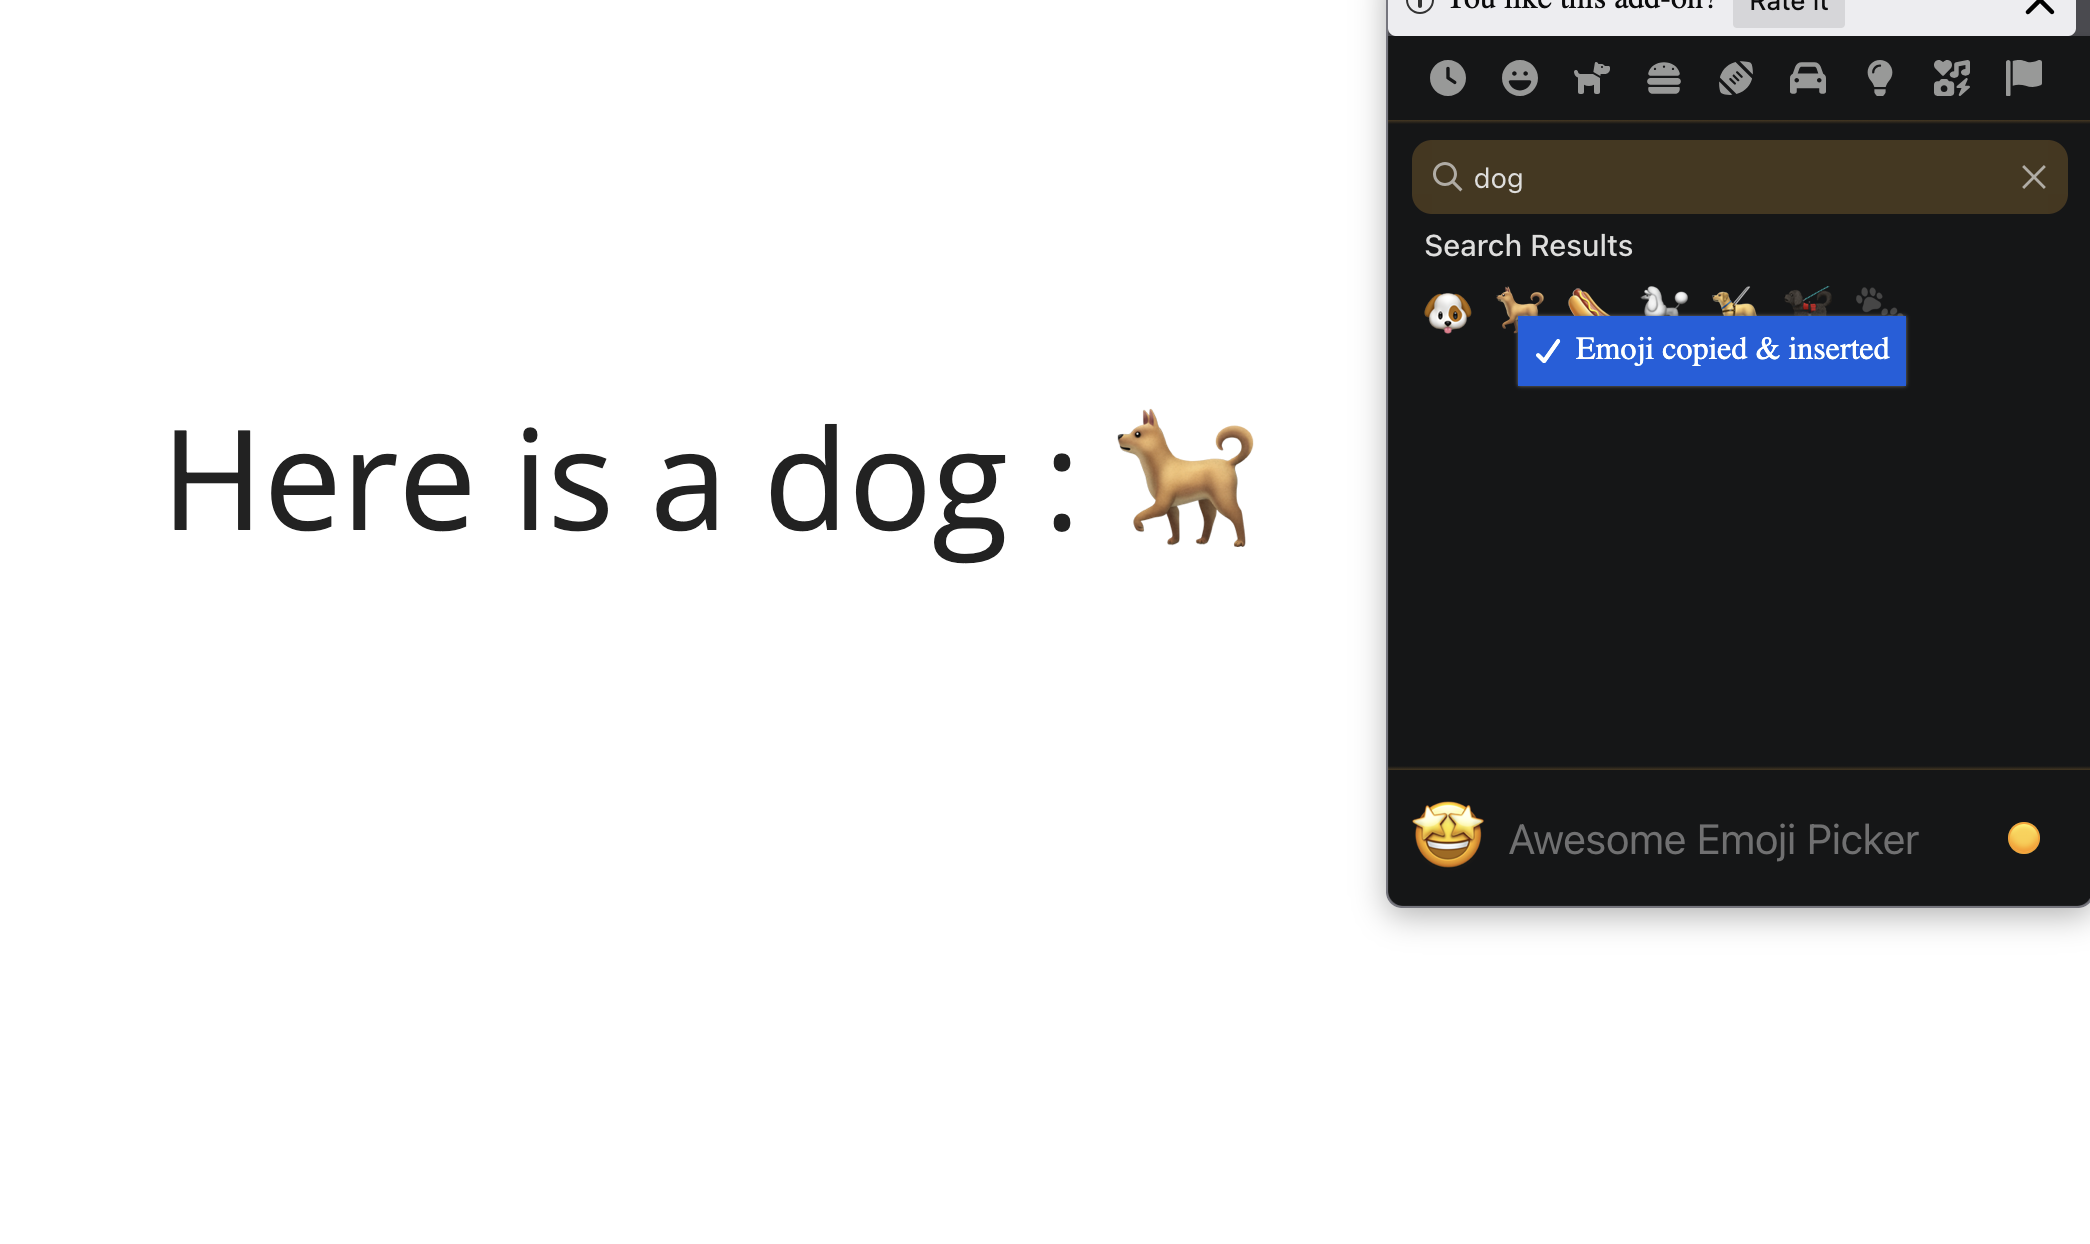 You like this add-on? Rate it
dog
Search Results
Emoji copied & inserted
Here is a dog : 🐕
Awesome Emoji Picker